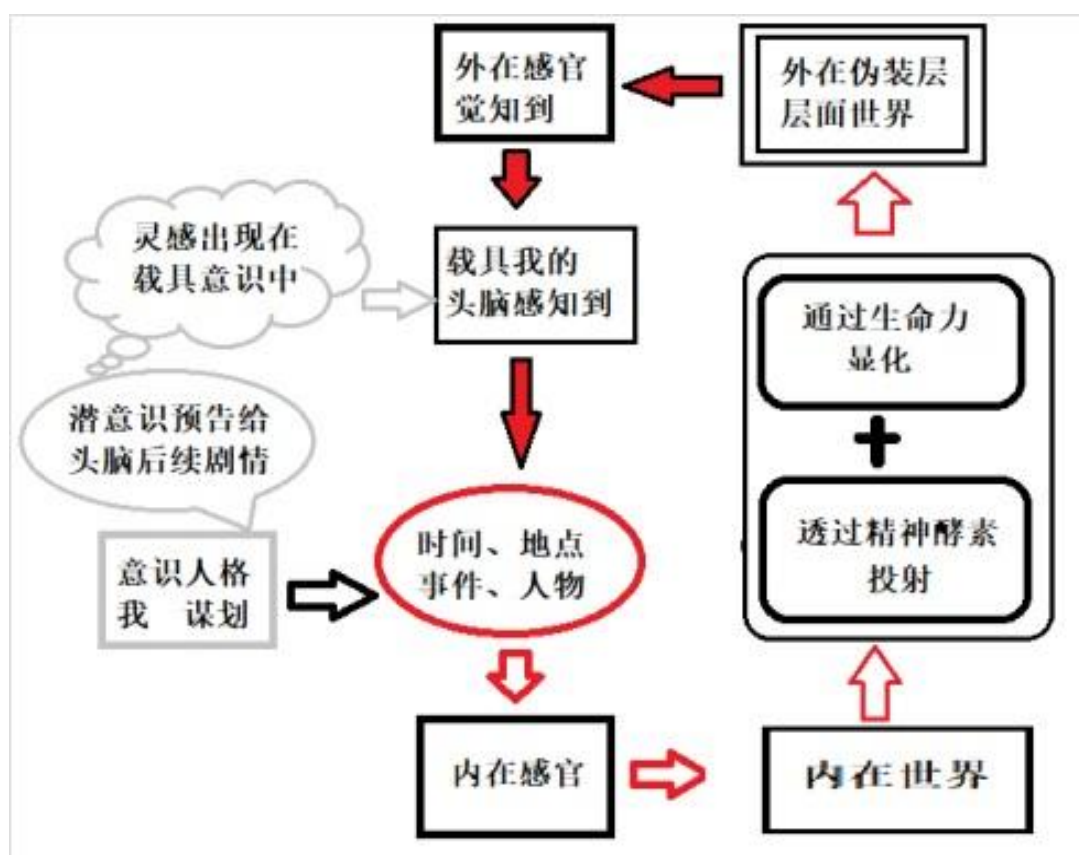 外在感官
觉知到
外在伪装层
层面世界
灵感出现在
载具意识中
载具我的
头脑感知到
通过生命力
显化
潜意识预告给
头脑后续剧情
透过精神酵素
投射
时间、地点
事件、人物
意识人格
我 谋划
内在感官
内在世界